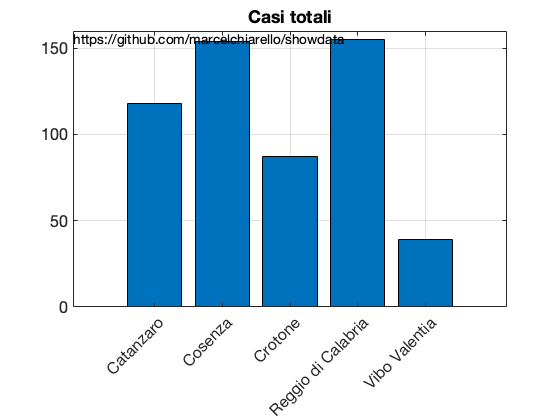 Casi totali
https://github.com/marcelchiarello/showdata
150
100
50
0
Catanzaro
Cosenza
Crotone
Reggio di Calabria
Vibo Valentia